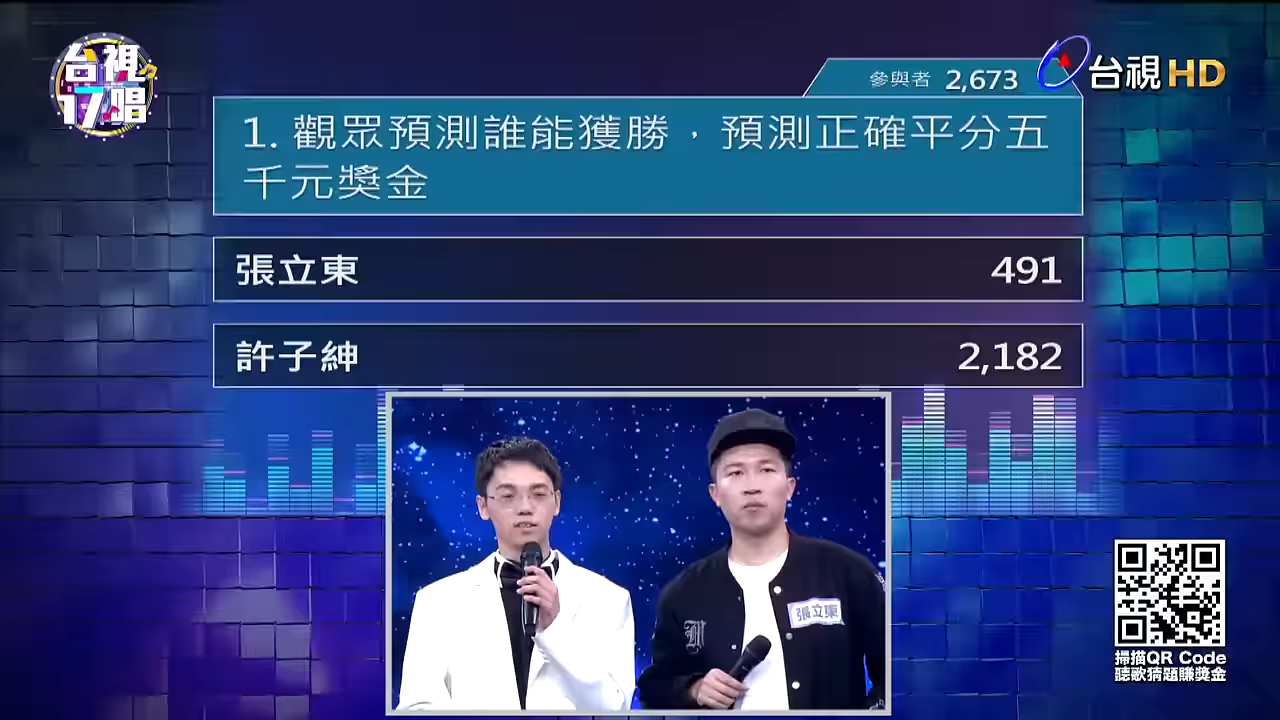 台視
17唱
參與者 2,673
台視HD
1. 觀眾預測誰能獲勝，預測正確平分五
千元獎金
張立東 491
許子紳 2,182
張立東
掃描QR Code
聽歌猜題賺獎金